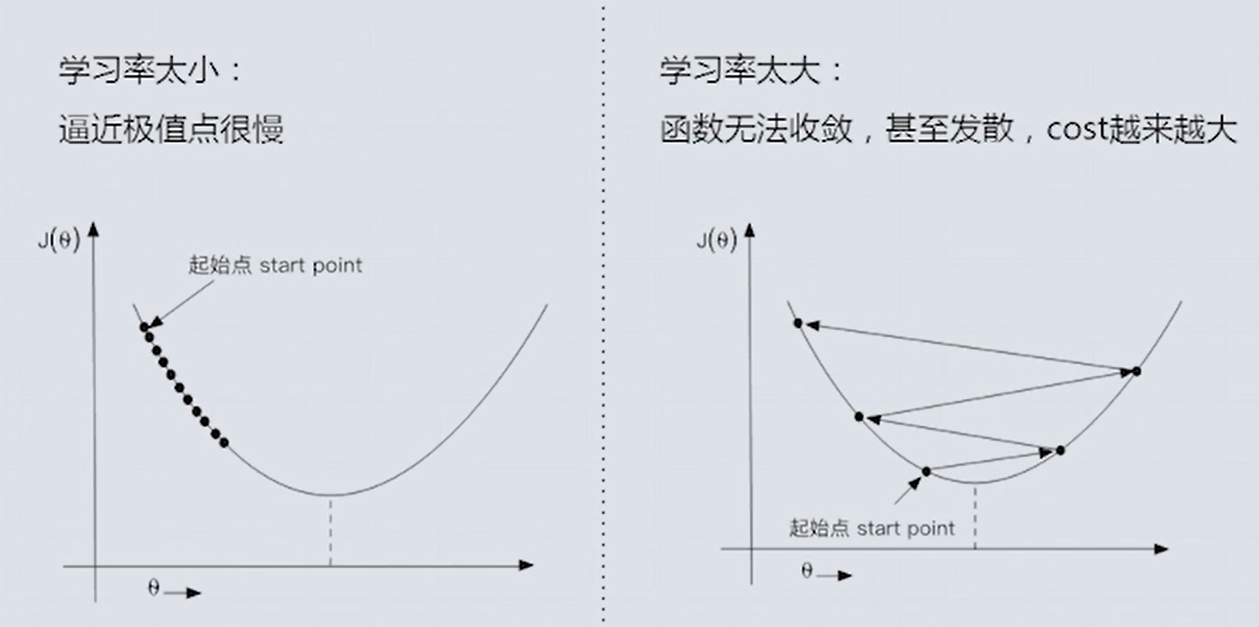 学习率太小：
逼近极值点很慢
J(θ)
起始点 start point
θ
学习率太大：
函数无法收敛，甚至发散，cost越来越大
J(θ)
起始点 start point
θ